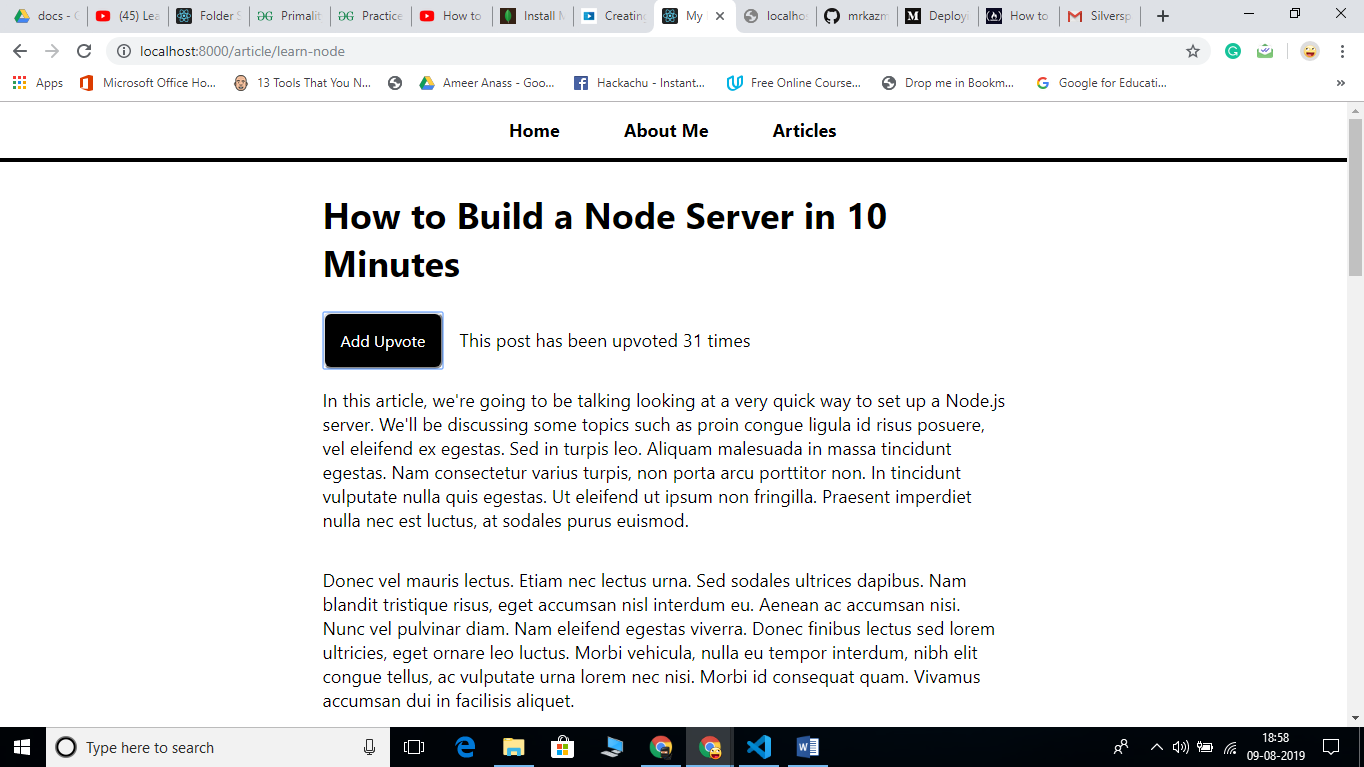 docs - G
(45) Lea
Folder S
Primalit
Practice
How to
Install M
Creating
My
localhos
mrkazm
Deployi
How to
Silversp
localhost:8000/article/learn-node
Apps
Microsoft Office Ho...
13 Tools That You N...
Ameer Anass - Goo...
Hackachu - Instant...
Free Online Course...
Drop me in Bookm...
Google for Educati...
»
Home About Me Articles
How to Build a Node Server in 10
Minutes
Add Upvote This post has been upvoted 31 times
In this article, we're going to be talking looking at a very quick way to set up a Node.js
server. We'll be discussing some topics such as proin congue ligula id risus posuere,
vel eleifend ex egestas. Sed in turpis leo. Aliquam malesuada in massa tincidunt
egestas. Nam consectetur varius turpis, non porta arcu porttitor non. In tincidunt
vulputate nulla quis egestas. Ut eleifend ut ipsum non fringilla. Praesent imperdiet
nulla nec est luctus, at sodales purus euismod.
Donec vel mauris lectus. Etiam nec lectus urna. Sed sodales ultrices dapibus. Nam
blandit tristique risus, eget accumsan nisl interdum eu. Aenean ac accumsan nisi.
Nunc vel pulvinar diam. Nam eleifend egestas viverra. Donec finibus lectus sed lorem
ultricies, eget ornare leo luctus. Morbi vehicula, nulla eu tempor interdum, nibh elit
congue tellus, ac vulputate urna lorem nec nisi. Morbi id consequat quam. Vivamus
accumsan dui in facilisis aliquet.
Type here to search
18:58
09-08-2019